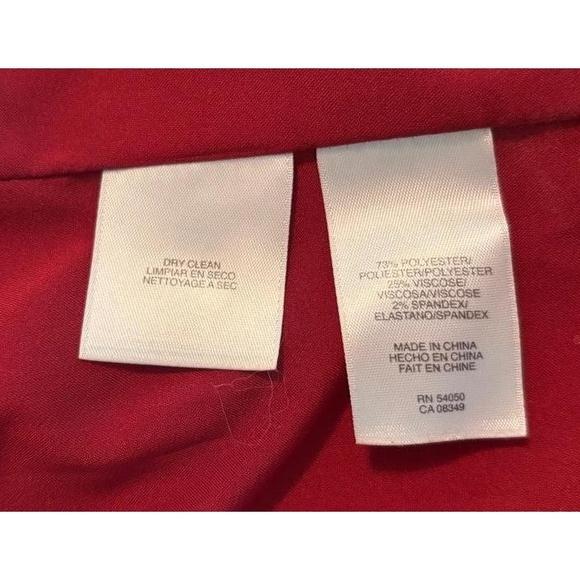 DRY CLEAN
LIMPIAR EN SECO
NETTOYAGE A SEC
73% POLYESTER/
POLIESTER/POLYESTER
25% VISCOSE/
VISCOSA/VISCOSE
2% SPANDEX/
ELASTANO/SPANDEX
MADE IN CHINA
HECHO EN CHINA
FAIT EN CHINE
RN 54050
CA 08349